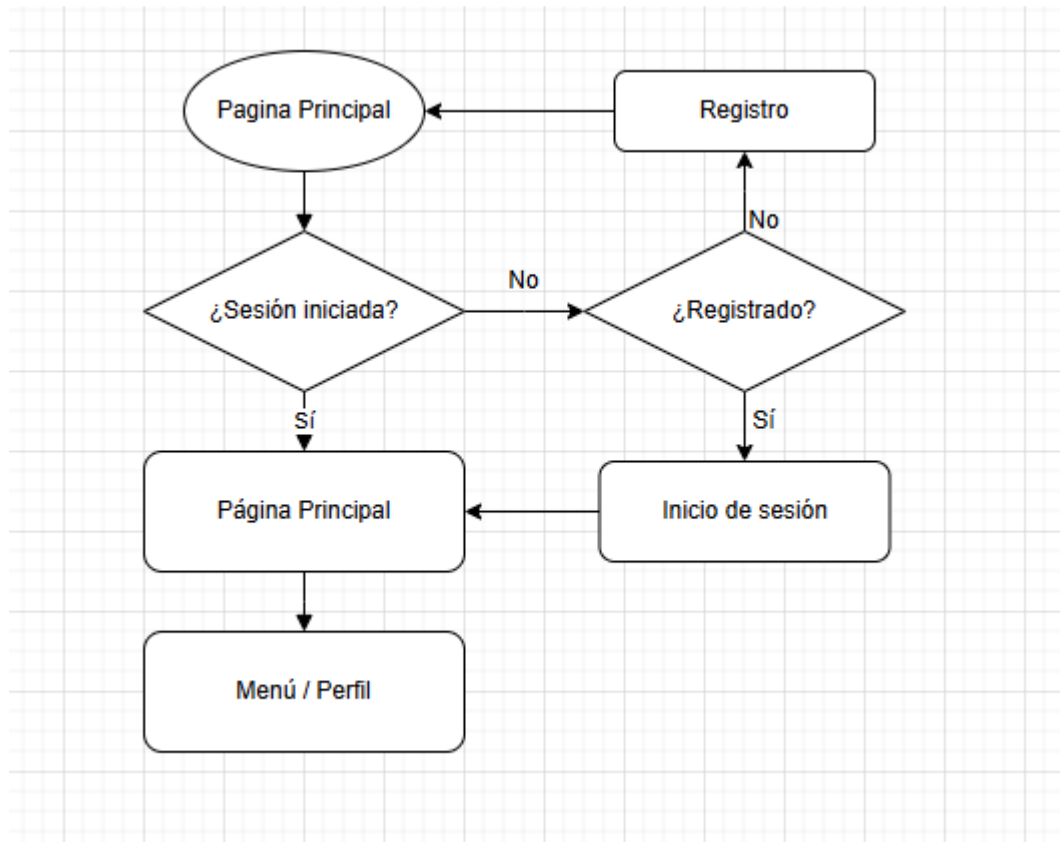 Pagina Principal
Registro
No
¿Sesión iniciada?
No
¿Registrado?
Sí
Sí
Página Principal
Inicio de sesión
Menú / Perfil